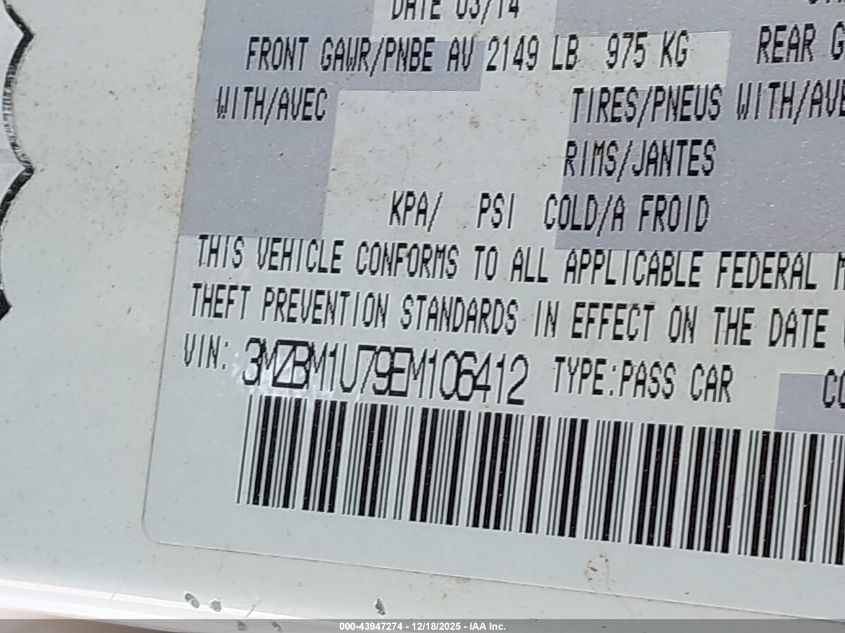 DATE 03/14
FRONT GAWR/PNBE AV 2149 LB 975 KG REAR G
WITH/AVEC TIRES/PNEUS WITH/AVE
RIMS/JANTES
KPA/ PSI COLD/A FROID
THIS VEHICLE CONFORMS TO ALL APPLICABLE FEDERAL M
THEFT PREVENTION STANDARDS IN EFFECT ON THE DATE
VIN: 3MZBM1U79EM106412 TYPE:PASS CAR CO
000-43947274 - 12/18/2025 - IAA Inc.